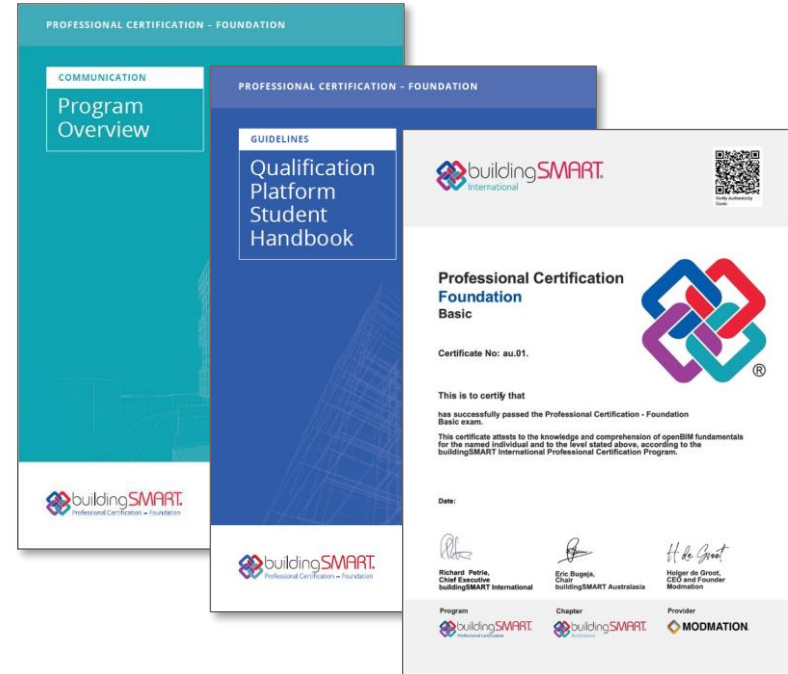 PROFESSIONAL CERTIFICATION – FOUNDATION
COMMUNICATION
Program
Overview
buildingSMART.
Professional Certification – Foundation
PROFESSIONAL CERTIFICATION – FOUNDATION
GUIDELINES
Qualification
Platform
Student
Handbook
buildingSMART.
Professional Certification – Foundation
buildingSMART.
International
Verify Authenticity
Code:
Professional Certification
Foundation
Basic
Certificate No: au.01.
®
This is to certify that
has successfully passed the Professional Certification - Foundation
Basic exam.
This certificate attests to the knowledge and comprehension of openBIM fundamentals
for the named individual and to the level stated above, according to the
buildingSMART International Professional Certification Program.
Date:
H de Groot
Richard Petrie,
Chief Executive
buildingSMART International
Eric Bugeja,
Chair
buildingSMART Australasia
Holger de Groot,
CEO and Founder
Modmation
Program
Chapter
Provider
buildingSMART.
Professional Certification
buildingSMART.
Australasia
MODMATION.